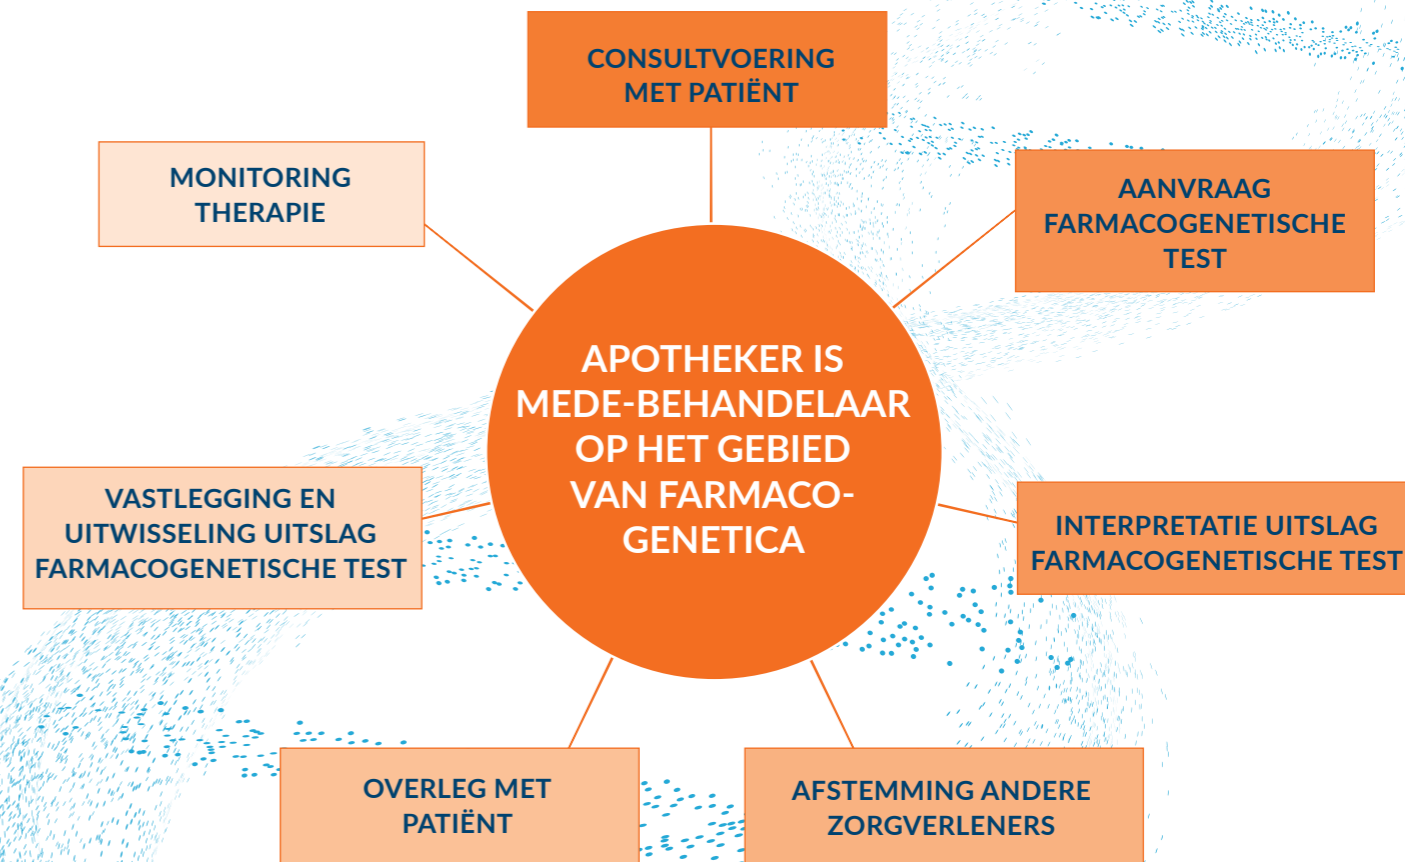 CONSULTVOERING
MET PATIËNT
MONITORING
THERAPIE
AANVRAAG
FARMACOGENETISCHE
TEST
APOTHEKER IS
MEDE-BEHANDELAAR
OP HET GEBIED
VAN FARMACO-
GENETICA
VASTLEGGING EN
UITWISSELING UITSLAG
FARMACOGENETISCHE TEST
INTERPRETATIE UITSLAG
FARMACOGENETISCHE TEST
OVERLEG MET
PATIËNT
AFSTEMMING ANDERE
ZORGVERLENERS